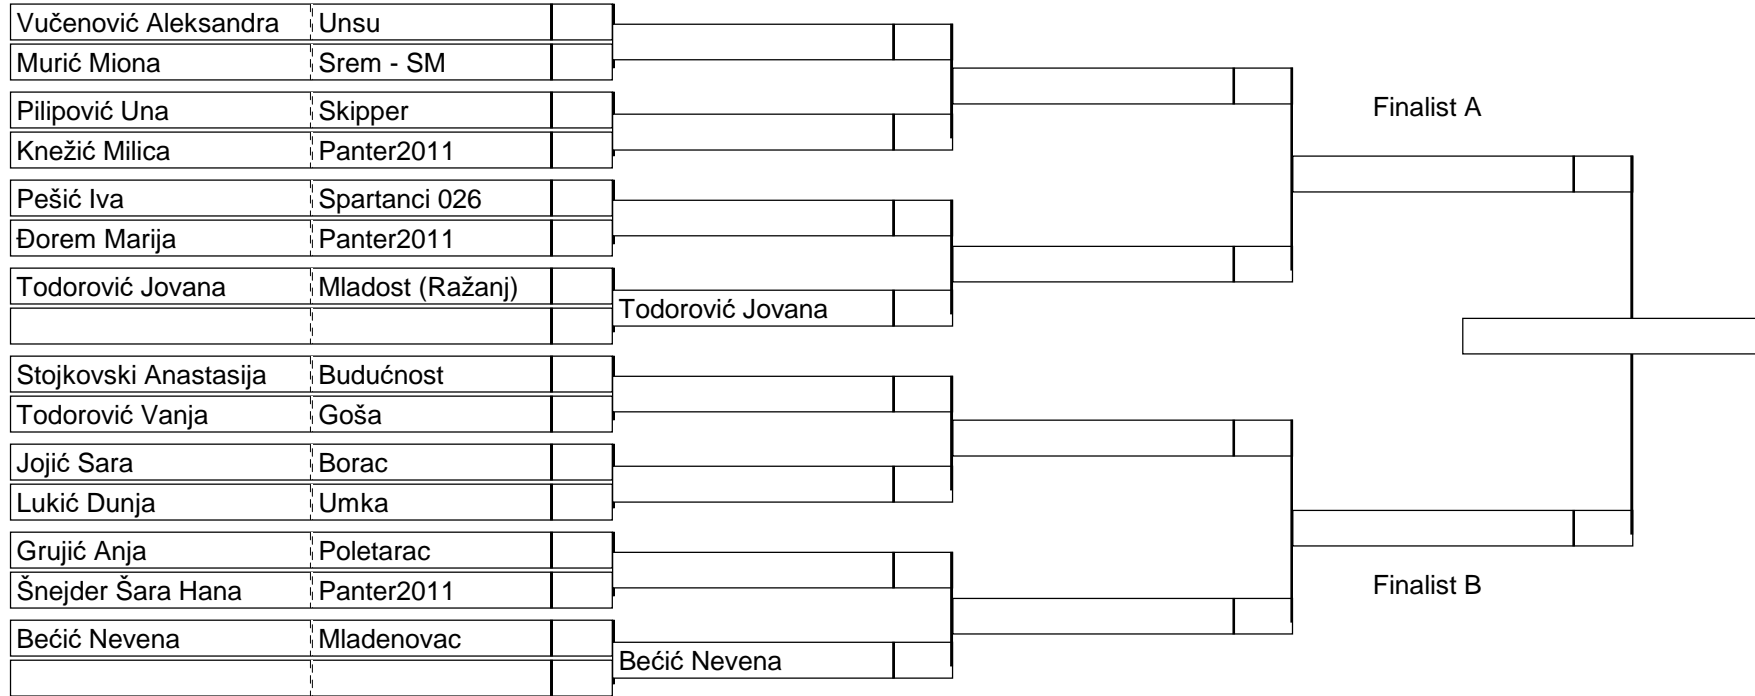 Vučenović Aleksandra Unsu
Murić Miona Srem - SM
Pilipović Una Skipper
Finalist A
Knežić Milica Panter2011
Pešić Iva Spartanci 026
Đorem Marija Panter2011
Todorović Jovana Mladost (Ražanj)
Todorović Jovana
Stojkovski Anastasija Budućnost
Todorović Vanja Goša
Jojić Sara Borac
Lukić Dunja Umka
Grujić Anja Poletarac
Šnejder Šara Hana Panter2011
Finalist B
Bećić Nevena Mladenovac
Bećić Nevena